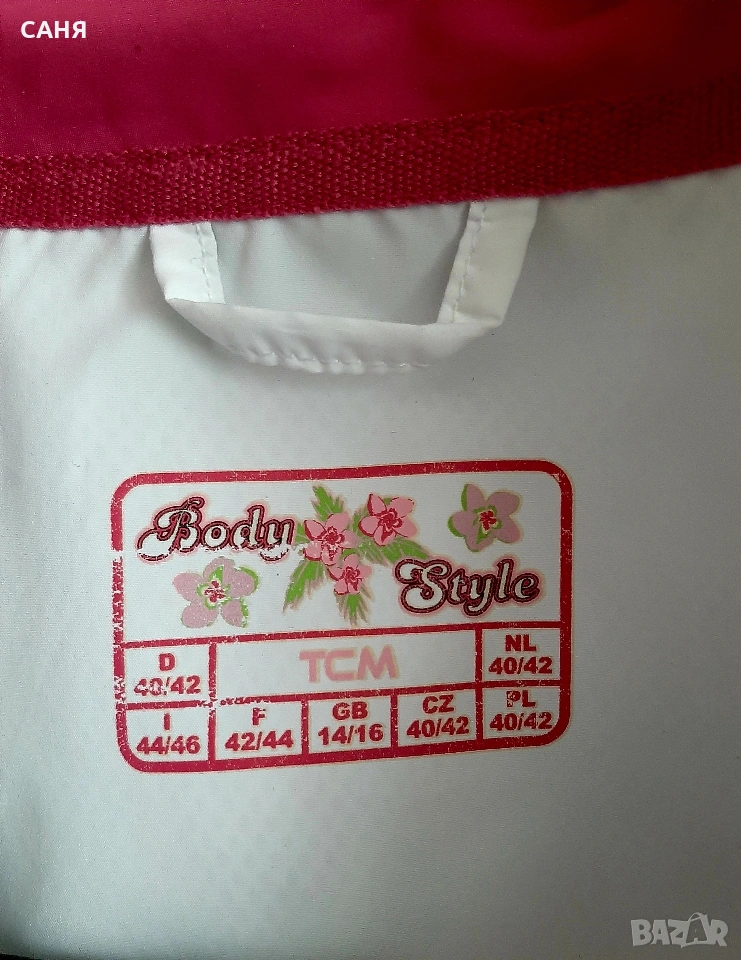 САНЯ
Body
Style
D
40/42
TCM
NL
40/42
I
44/46
F
42/44
GB
14/16
CZ
40/42
PL
40/42
BAZAR